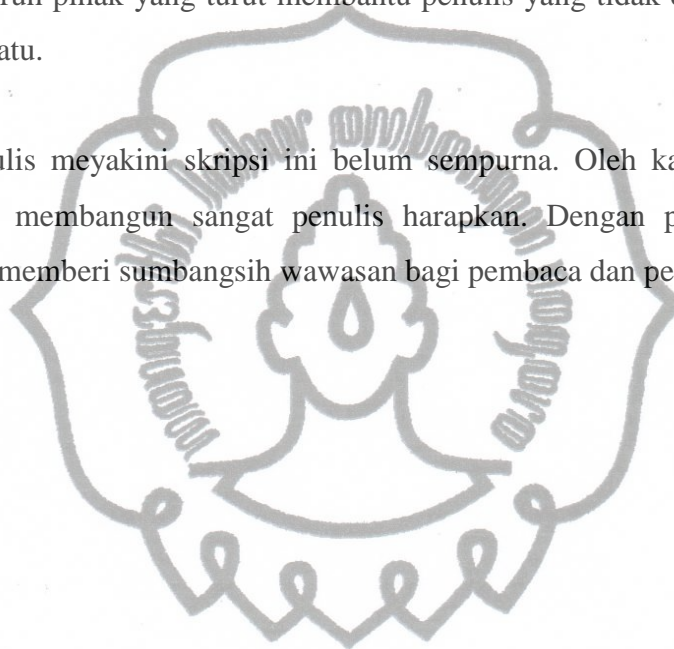 ruh pihak yang turut membantu penulis yang tidak
atu.
ulis meyakini skripsi ini belum sempurna. Oleh ka
membangun sangat penulis harapkan. Dengan p
memberi sumbangsih wawasan bagi pembaca dan pe